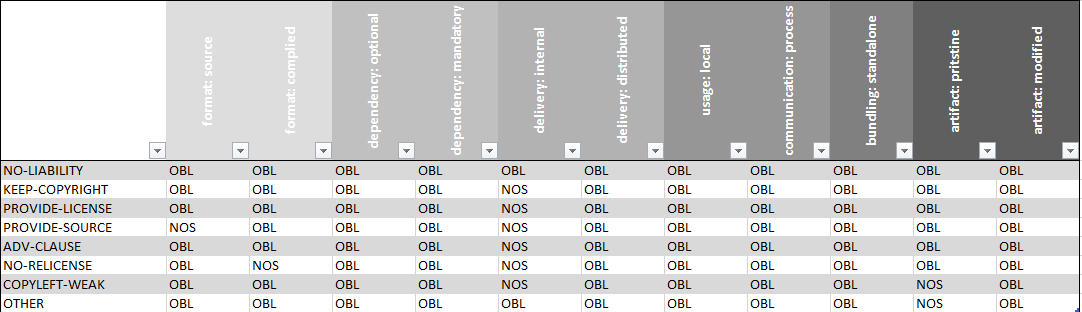 format: source
format: complied
dependency: optional
dependency: mandatory
delivery: internal
delivery: distributed
usage: local
communication: process
bundling: standalone
artifact: pritstine
artifact: modified
NO-LIABILITY OBL OBL OBL OBL OBL OBL OBL OBL OBL OBL OBL
KEEP-COPYRIGHT OBL OBL OBL OBL NOS OBL OBL OBL OBL OBL OBL
PROVIDE-LICENSE OBL OBL OBL OBL NOS OBL OBL OBL OBL OBL OBL
PROVIDE-SOURCE NOS OBL OBL OBL NOS OBL OBL OBL OBL OBL OBL
ADV-CLAUSE OBL OBL OBL OBL NOS OBL OBL OBL OBL OBL OBL
NO-RELICENSE OBL NOS OBL OBL NOS OBL OBL OBL OBL OBL OBL
COPYLEFT-WEAK OBL OBL OBL OBL NOS OBL OBL OBL OBL NOS OBL
OTHER OBL OBL OBL OBL OBL OBL OBL OBL OBL NOS OBL